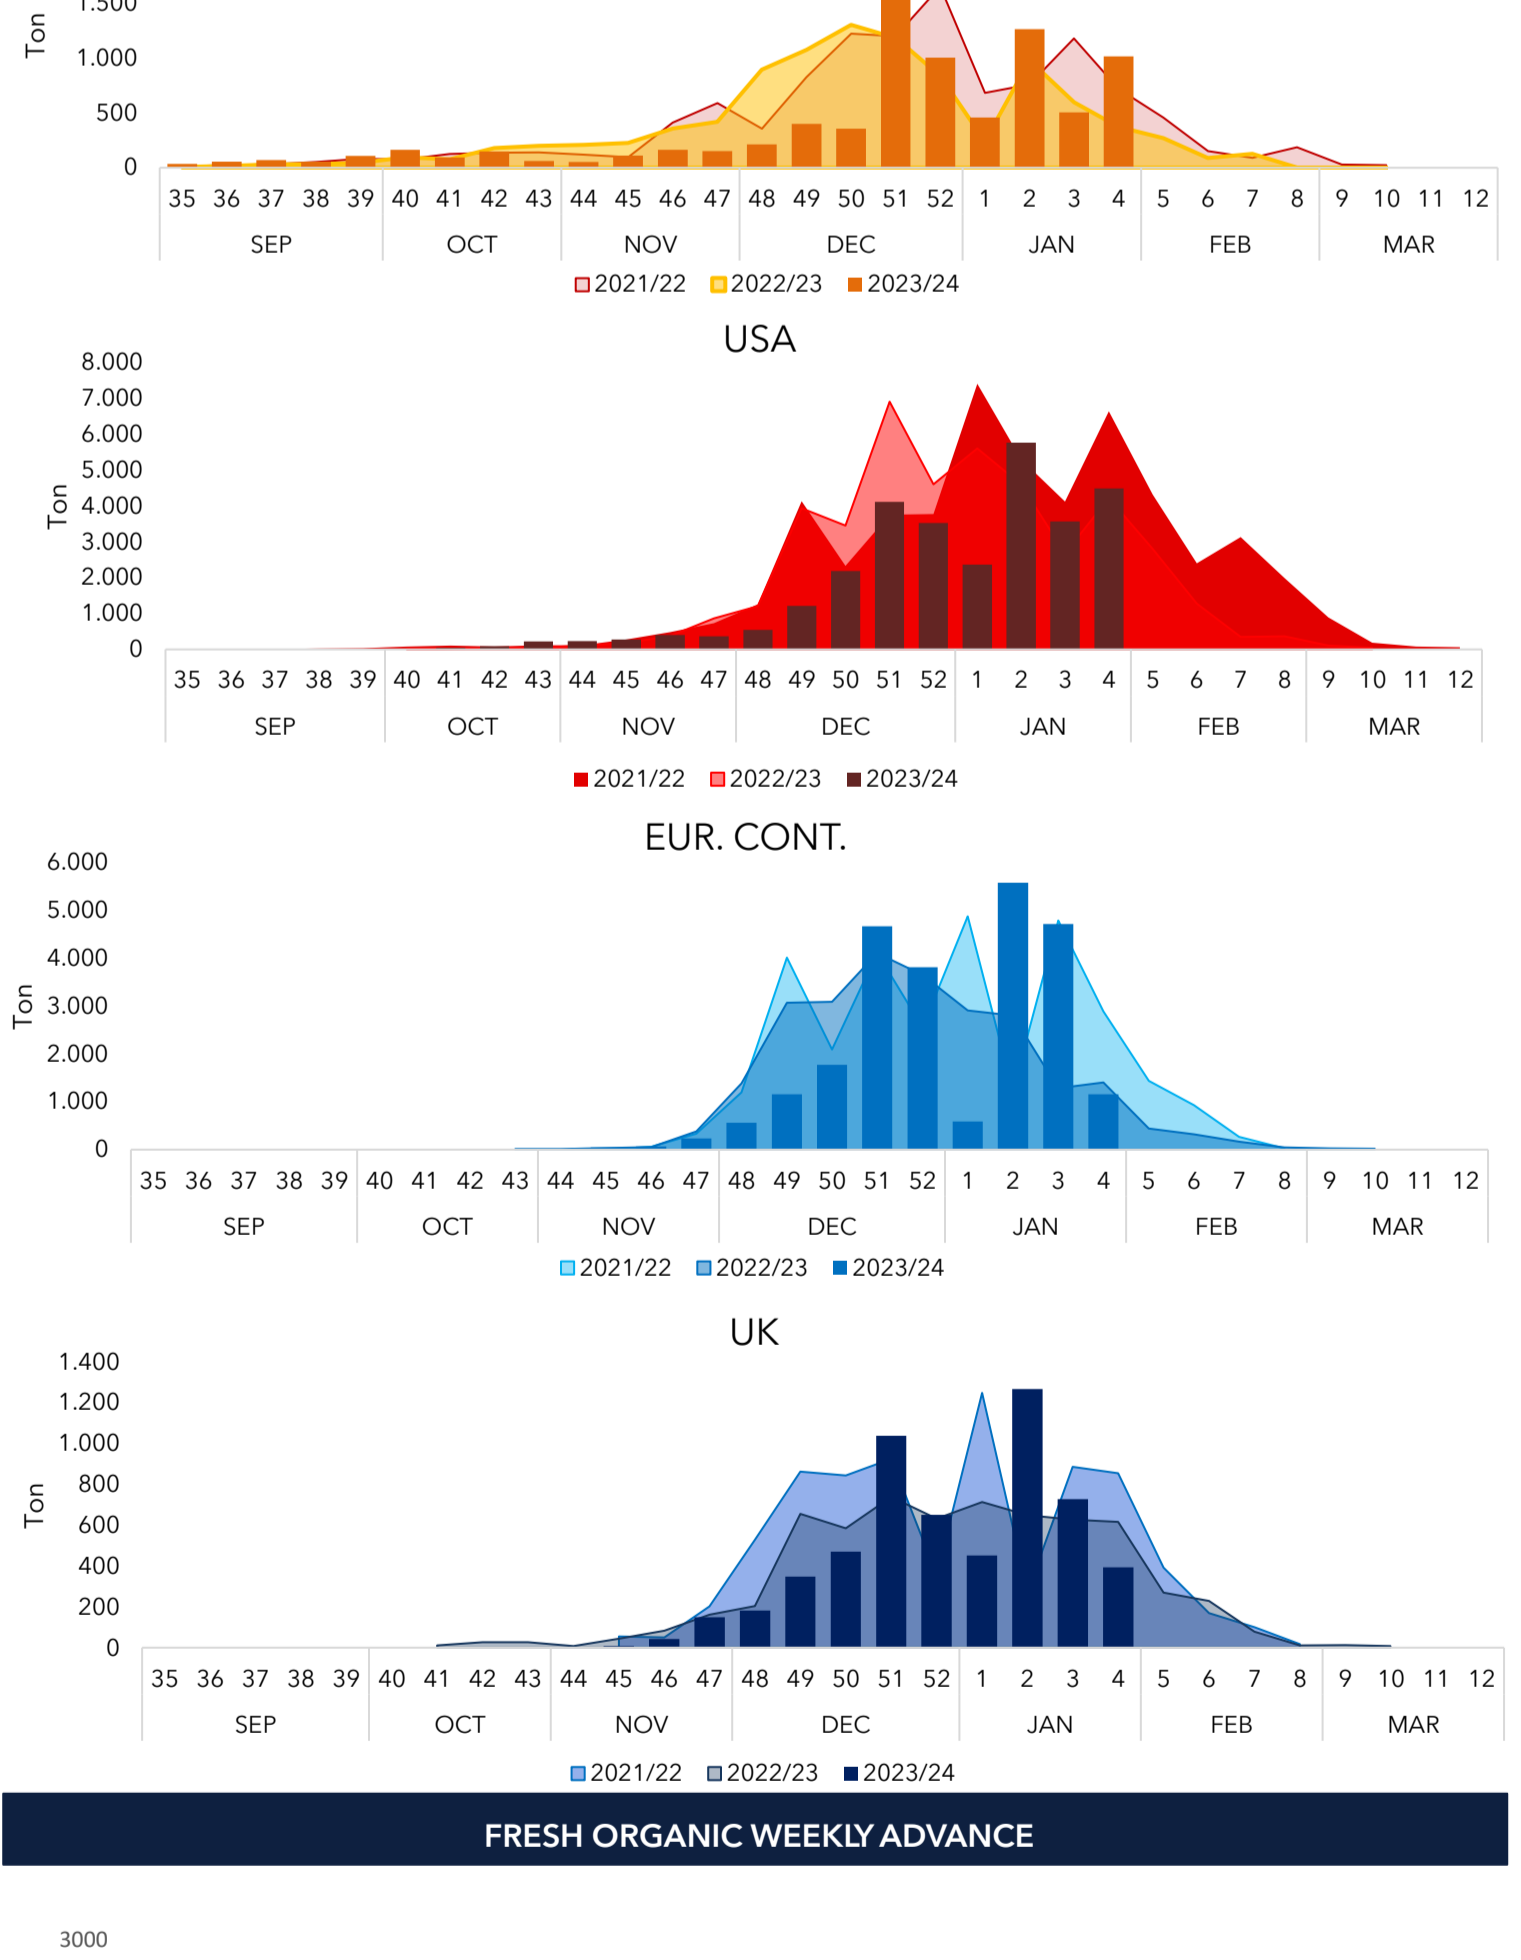 1.500
Ton
1.000
500
0
35 36 37 38 39 40 41 42 43 44 45 46 47 48 49 50 51 52 1 2 3 4 5 6 7 8 9 10 11 12
SEP OCT NOV DEC JAN FEB MAR
2021/22 2022/23 2023/24
USA
8.000
7.000
6.000
5.000
Ton
4.000
3.000
2.000
1.000
0
35 36 37 38 39 40 41 42 43 44 45 46 47 48 49 50 51 52 1 2 3 4 5 6 7 8 9 10 11 12
SEP OCT NOV DEC JAN FEB MAR
2021/22 2022/23 2023/24
EUR. CONT.
6.000
5.000
4.000
Ton
3.000
2.000
1.000
0
35 36 37 38 39 40 41 42 43 44 45 46 47 48 49 50 51 52 1 2 3 4 5 6 7 8 9 10 11 12
SEP OCT NOV DEC JAN FEB MAR
2021/22 2022/23 2023/24
UK
1.400
1.200
1.000
800
Ton
600
400
200
0
35 36 37 38 39 40 41 42 43 44 45 46 47 48 49 50 51 52 1 2 3 4 5 6 7 8 9 10 11 12
SEP OCT NOV DEC JAN FEB MAR
2021/22 2022/23 2023/24
FRESH ORGANIC WEEKLY ADVANCE
3000